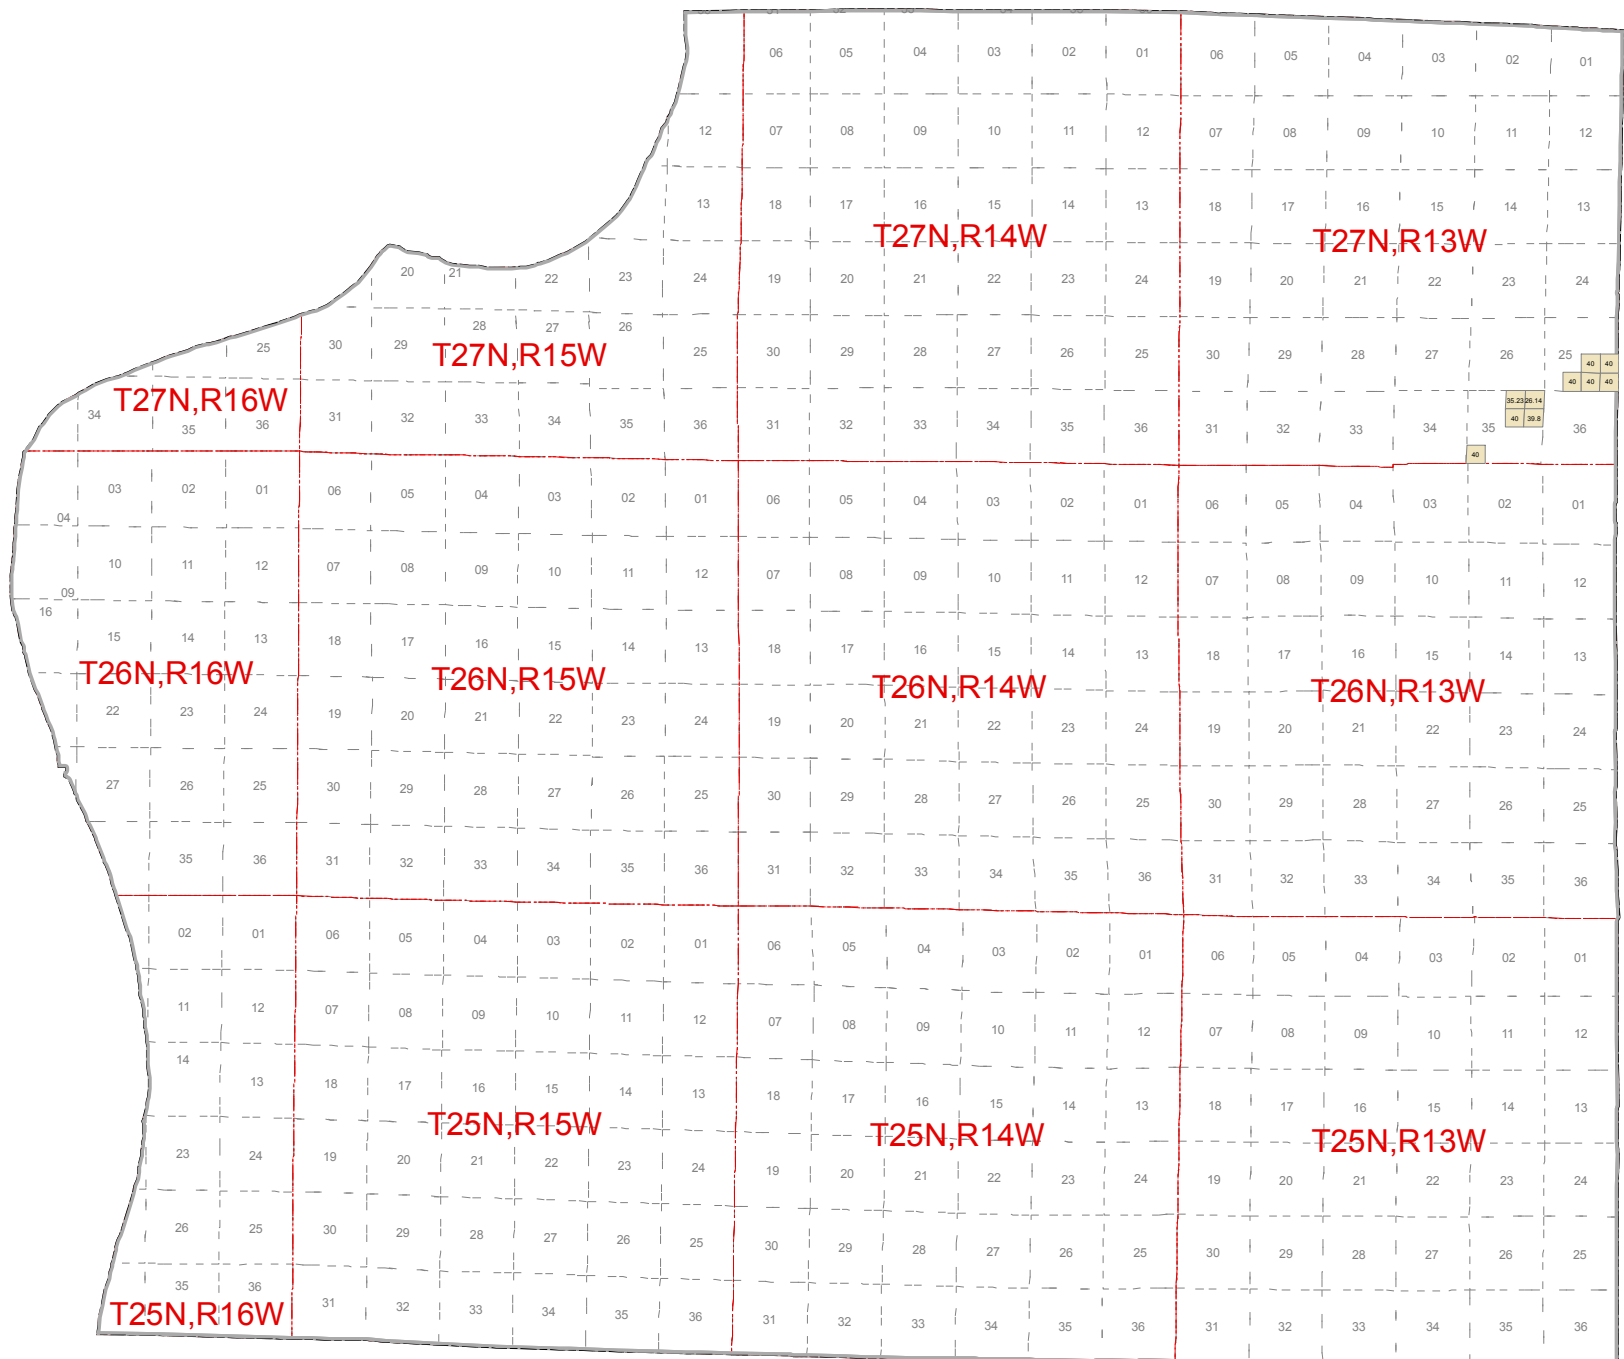 06 05 04 03 02 01 06 05 04 03 02 01
12 07 08 09 10 11 12 07 08 09 10 11 12
13 18 17 16 15 14 13 18 17 16 15 14 13
T27N,R14W T27N,R13W
20 21 22 23 24 19 20 21 22 23 24 19 20 21 22 23 24
28 27 26
25 30 29 25 30 29 28 27 26 25 30 29 28 27 26 25
T27N,R15W
40 40
40 40 40
T27N,R16W
35.23 26.14
40 39.8
34 35 36 31 32 33 34 35 36 31 32 33 34 35 36 31 32 33 34 35 36
40
03 02 01 06 05 04 03 02 01 06 05 04 03 02 01 06 05 04 03 02 01
04
10 11 12 07 08 09 10 11 12 07 08 09 10 11 12 07 08 09 10 11 12
09
16
15 14 13 18 17 16 15 14 13 18 17 16 15 14 13 18 17 16 15 14 13
T26N,R16W T26N,R15W T26N,R14W T26N,R13W
22 23 24 19 20 21 22 23 24 19 20 21 22 23 24 19 20 21 22 23 24
27 26 25 30 29 28 27 26 25 30 29 28 27 26 25 30 29 28 27 26 25
35 36 31 32 33 34 35 36 31 32 33 34 35 36 31 32 33 34 35 36
02 01 06 05 04 03 02 01 06 05 04 03 02 01 06 05 04 03 02 01
11 12 07 08 09 10 11 12 07 08 09 10 11 12 07 08 09 10 11 12
14 13 18 17 16 15 14 13 18 17 16 15 14 13 18 17 16 15 14 13
T25N,R15W T25N,R14W T25N,R13W
23 24 19 20 21 22 23 24 19 20 21 22 23 24 19 20 21 22 23 24
26 25 30 29 28 27 26 25 30 29 28 27 26 25 30 29 28 27 26 25
35 36 31 32 33 34 35 36 31 32 33 34 35 36 31 32 33 34 35 36
T25N,R16W